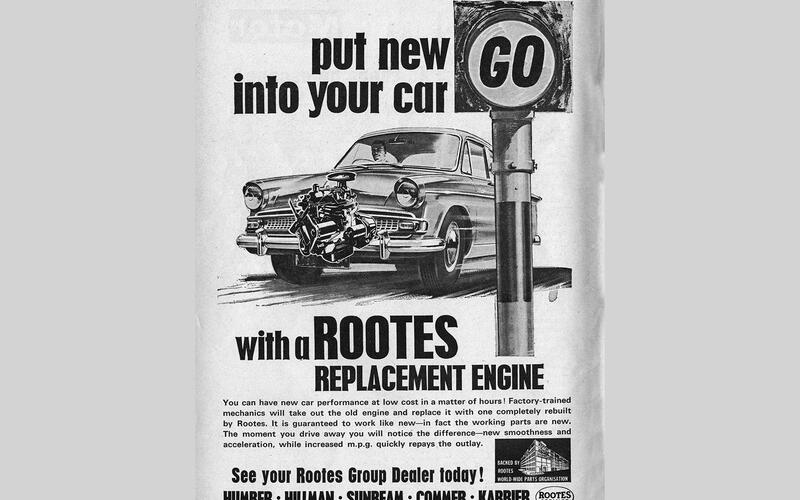 put new GO
into your car
with a ROOTES
REPLACEMENT ENGINE
You can have new car performance at low cost in a matter of hours! Factory-trained
mechanics will take out the old engine and replace it with one completely rebuilt
by Rootes. It is guaranteed to work like new—in fact the working parts are new.
The moment you drive away you will notice the difference—new smoothness and
acceleration, while increased m.p.g. quickly repays the outlay.
BACKED BY
ROOTES
WORLD-WIDE PARTS ORGANISATION
See your Rootes Group Dealer today!
HUMBER · HILLMAN · SUNBEAM · COMMER · KARRIER
ROOTES